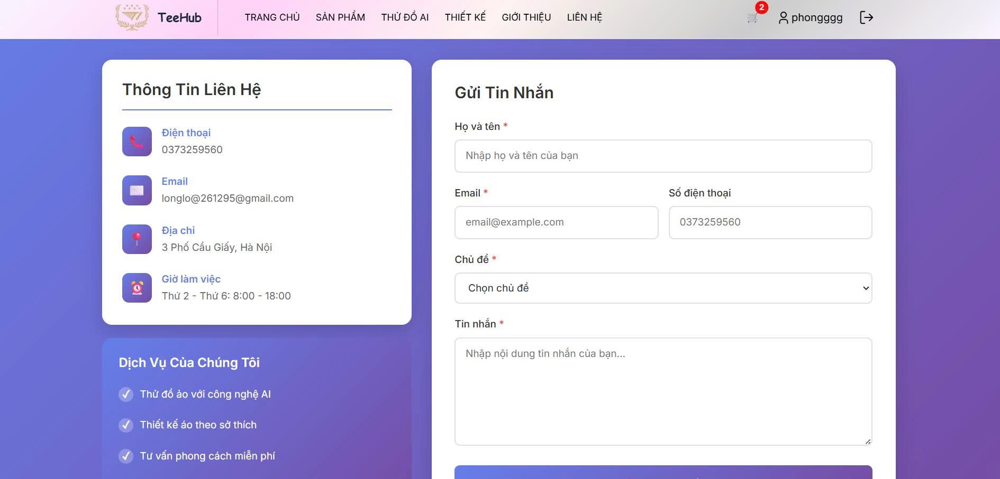 TeeHub
TRANG CHỦ SẢN PHẨM THỬ ĐỒ AI THIẾT KẾ GIỚI THIỆU LIÊN HỆ
2
phongggg
Thông Tin Liên Hệ
Điện thoại
0373259560
Email
longlo@261295@gmail.com
Địa chỉ
3 Phố Cầu Giấy, Hà Nội
Giờ làm việc
Thứ 2 - Thứ 6: 8:00 - 18:00
Dịch Vụ Của Chúng Tôi
Thử đồ ảo với công nghệ AI
Thiết kế áo theo sở thích
Tư vấn phong cách miễn phí
Gửi Tin Nhắn
Họ và tên *
Nhập họ và tên của bạn
Email *
Số điện thoại
email@example.com
0373259560
Chủ đề *
Chọn chủ đề
Tin nhắn *
Nhập nội dung tin nhắn của bạn...